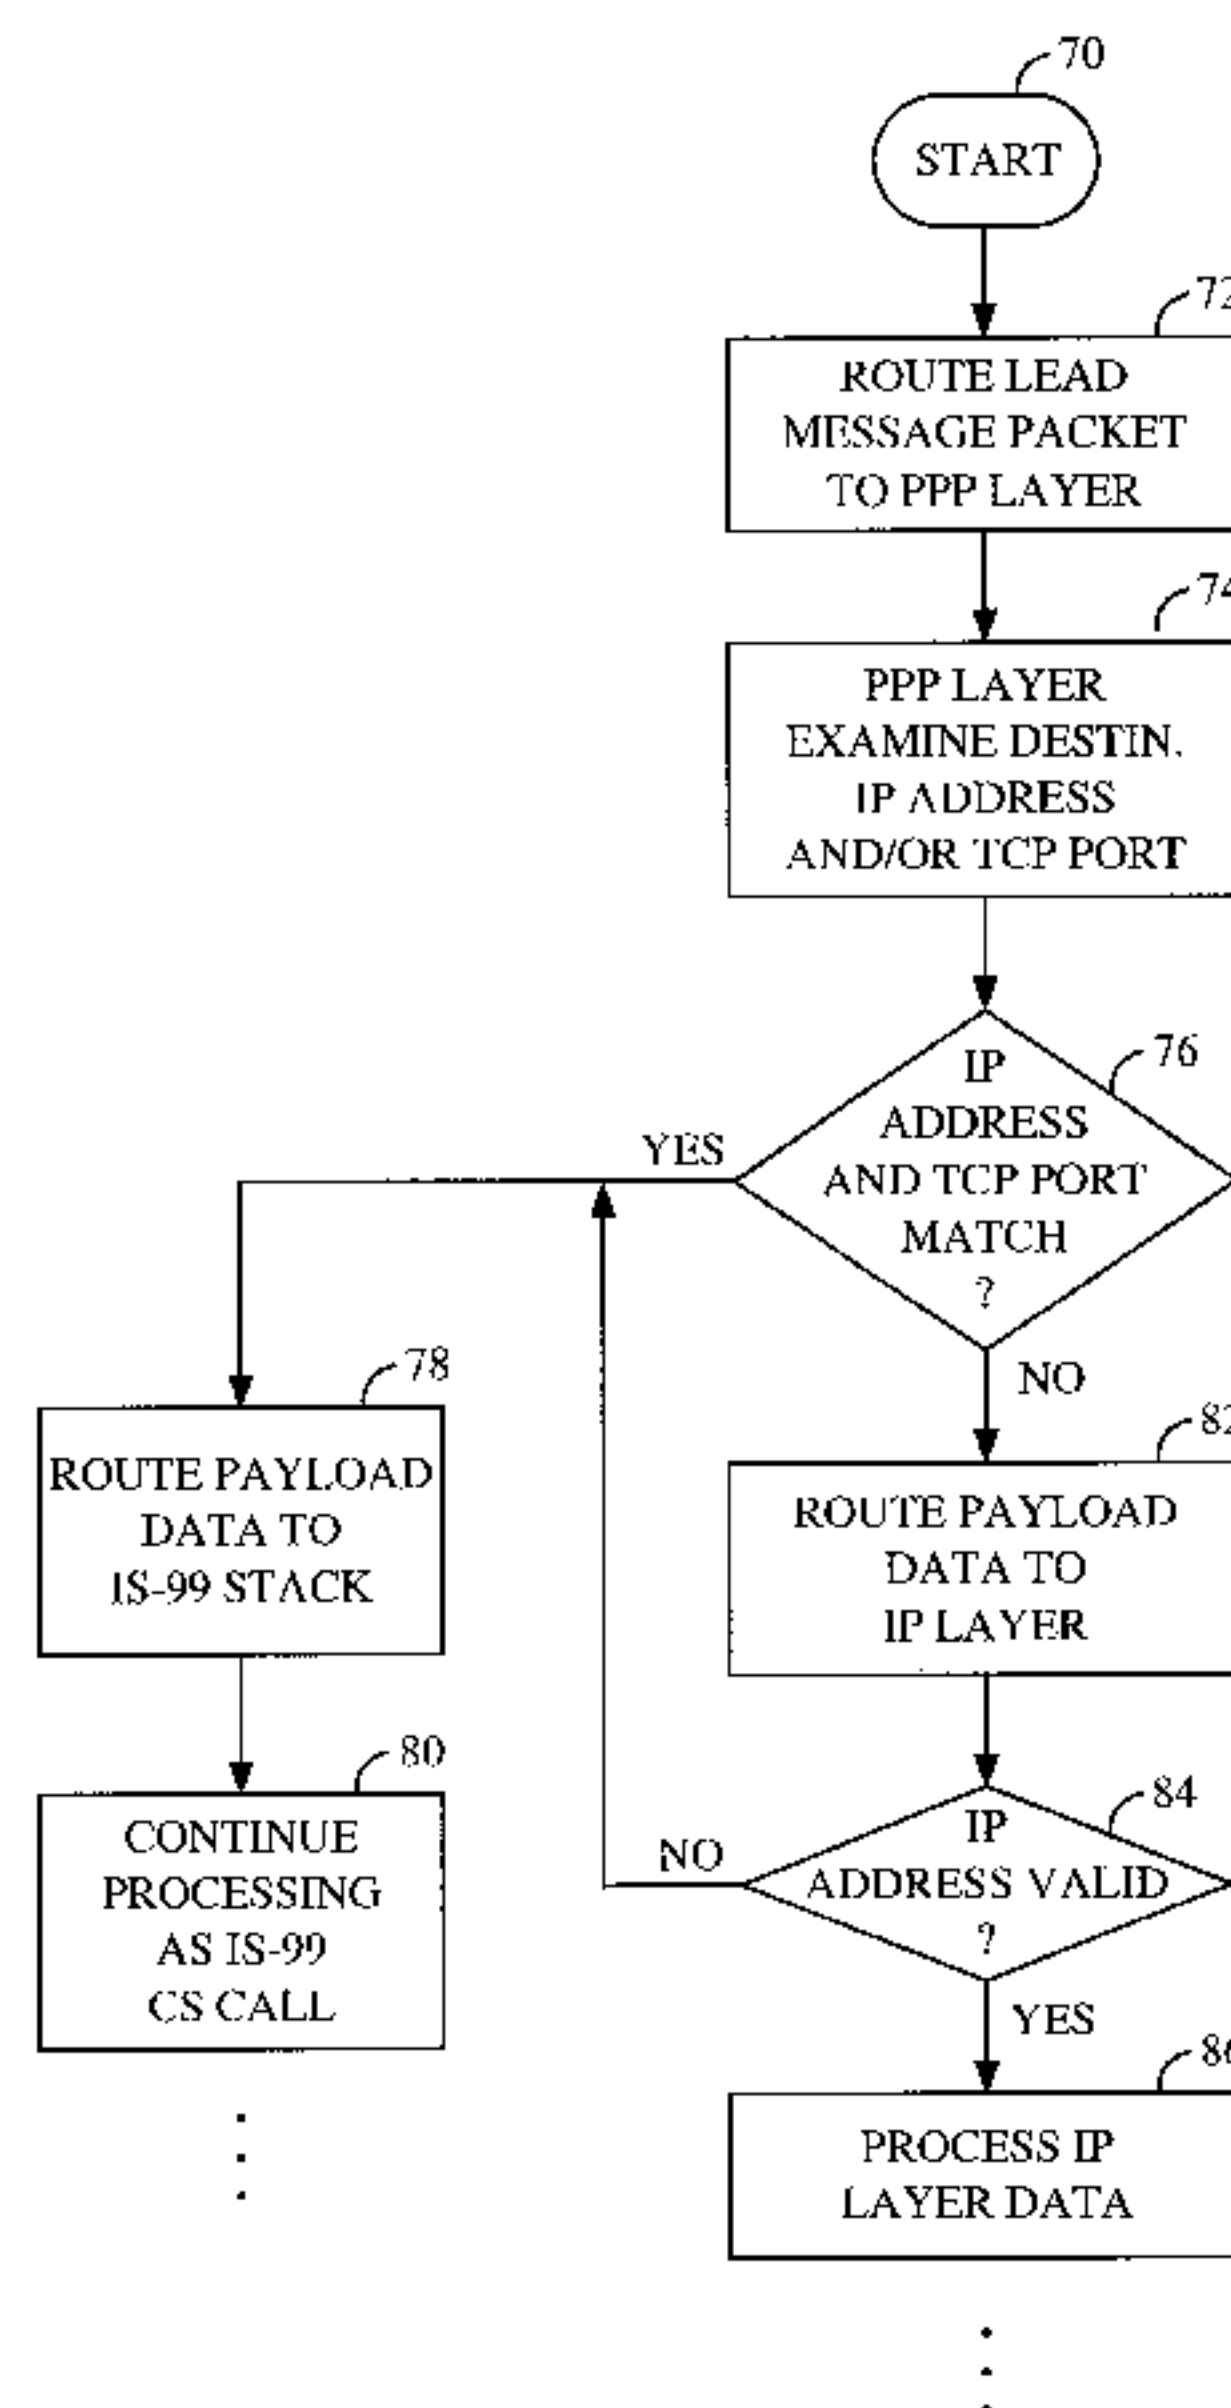 70
START
72
ROUTE LEAD
MESSAGE PACKET
TO PPP LAYER
74
PPP LAYER
EXAMINE DESTIN.
IP ADDRESS
AND/OR TCP PORT
76
IP
ADDRESS
AND TCP PORT
MATCH
?
YES
NO
78
ROUTE PAYLOAD
DATA TO
IS-99 STACK
82
ROUTE PAYLOAD
DATA TO
IP LAYER
80
CONTINUE
PROCESSING
AS IS-99
CS CALL
84
IP
ADDRESS VALID
?
NO
YES
86
PROCESS IP
LAYER DATA